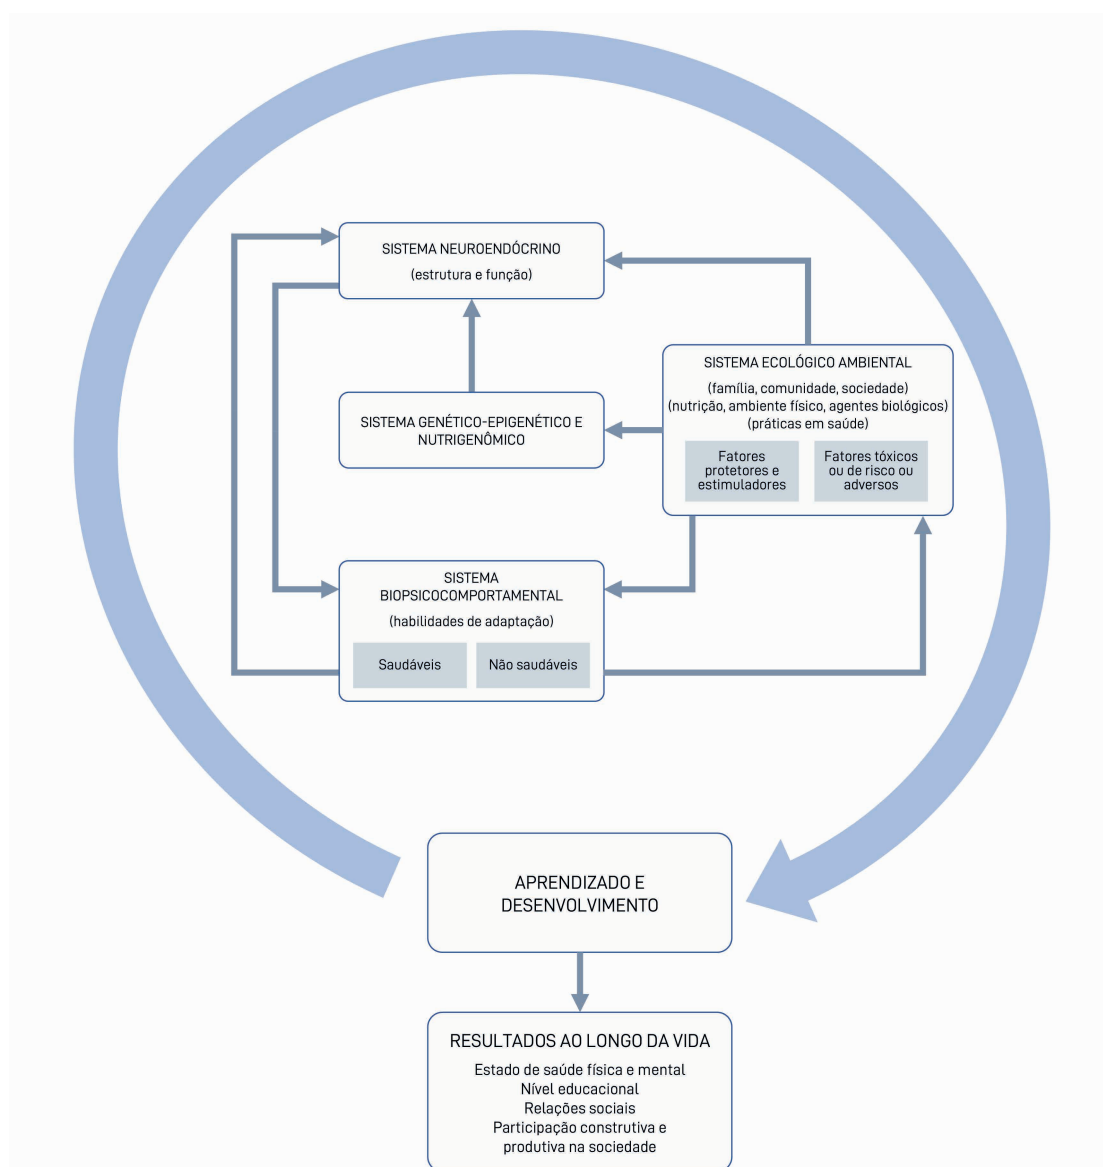 SISTEMA NEUROENDÓCRINO
(estrutura e função)
SISTEMA ECOLÓGICO AMBIENTAL
(família, comunidade, sociedade)
(nutrição, ambiente físico, agentes biológicos)
(práticas em saúde)
Fatores
protetores e
estimuladores
Fatores tóxicos
ou de risco ou
adversos
SISTEMA GENÉTICO-EPIGENÉTICO E
NUTRIGENÔMICO
SISTEMA
BIOPSICOCOMPORTAMENTAL
(habilidades de adaptação)
Saudáveis
Não saudáveis
APRENDIZADO E
DESENVOLVIMENTO
RESULTADOS AO LONGO DA VIDA
Estado de saúde física e mental
Nível educacional
Relações sociais
Participação construtiva e
produtiva na sociedade